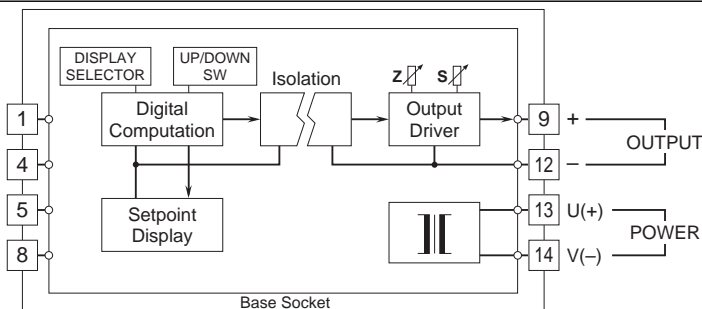 DISPLAY
SELECTOR
UP/DOWN
SW
Isolation
Z
S
Digital
Computation
Output
Driver
1
4
5
8
Setpoint
Display
9
+
OUTPUT
12
–
13
U(+)
POWER
14
V(–)
Base Socket